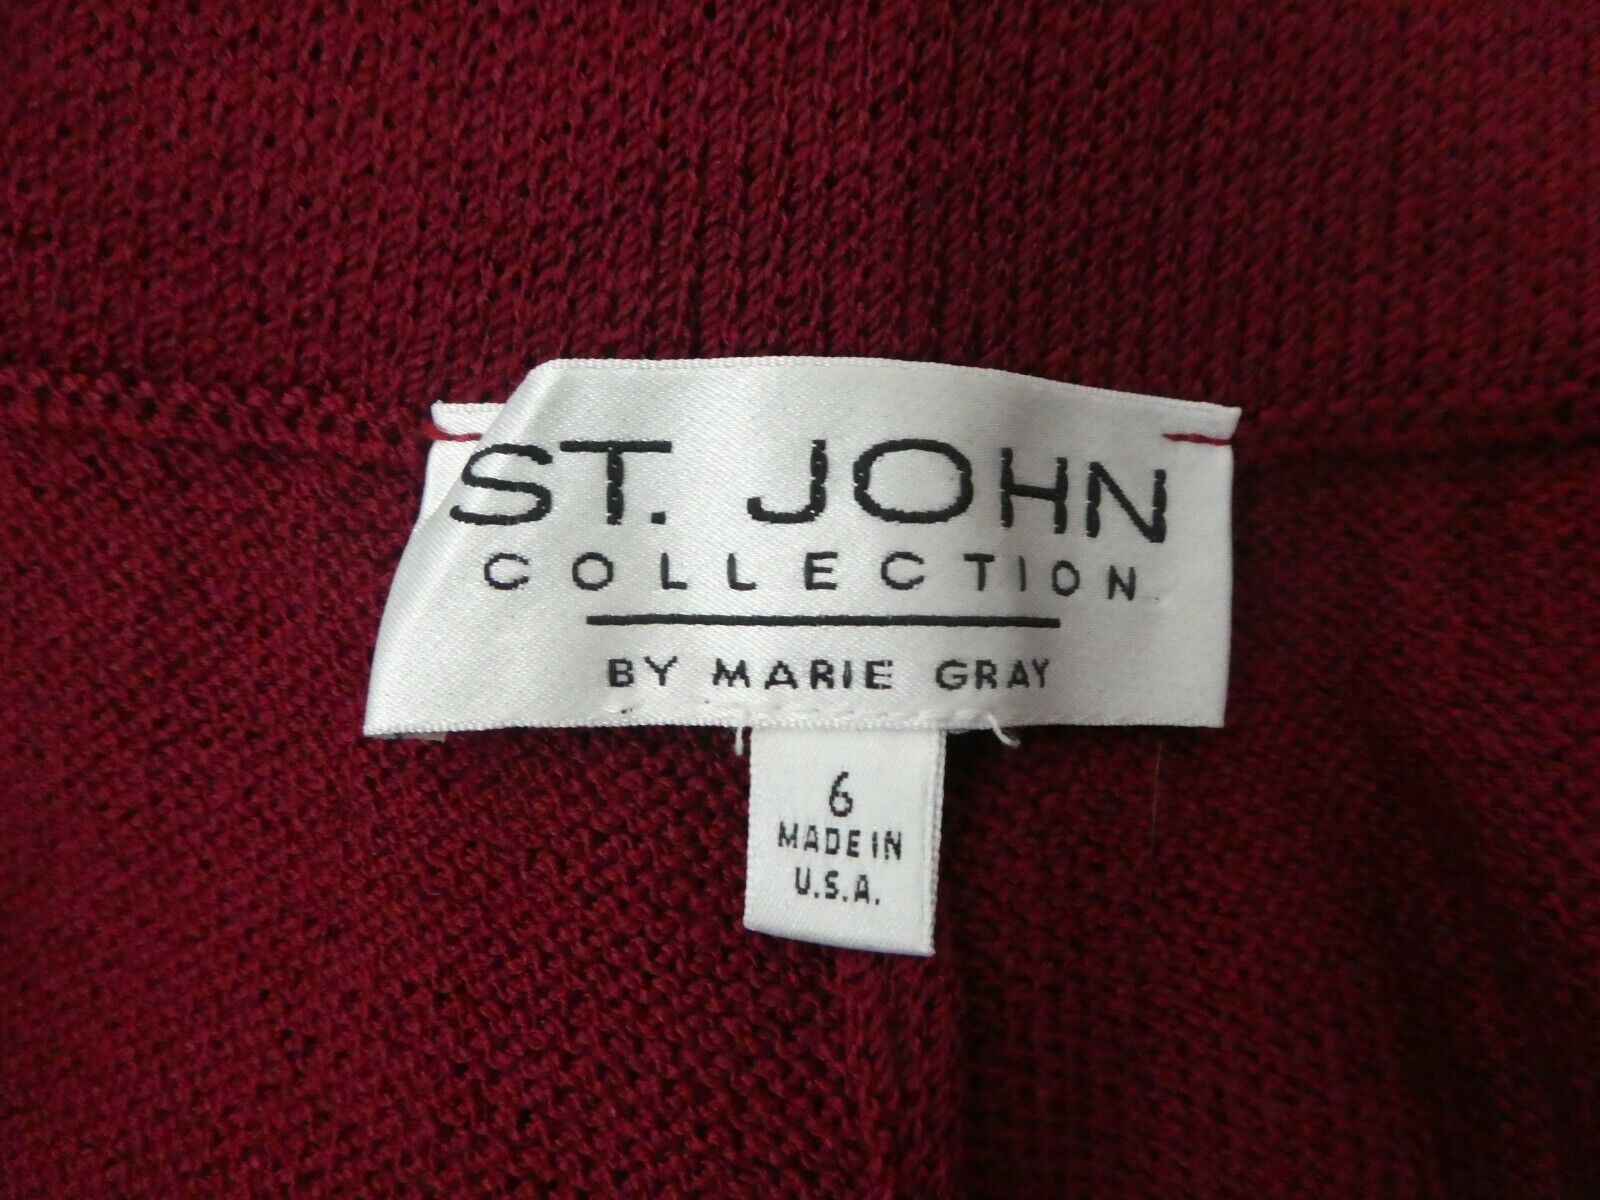 ST. JOHN
COLLECTION
BY MARIE GRAY
6
MADE IN
U.S.A.